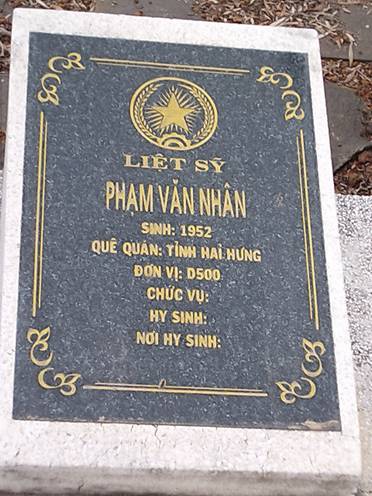 LIỆT SỸ
PHẠM VĂN NHÂN
SINH: 1952
QUÊ QUÁN: TỈNH HẢI HƯNG
ĐƠN VỊ: D500
CHỨC VỤ:
HY SINH:
NƠI HY SINH: